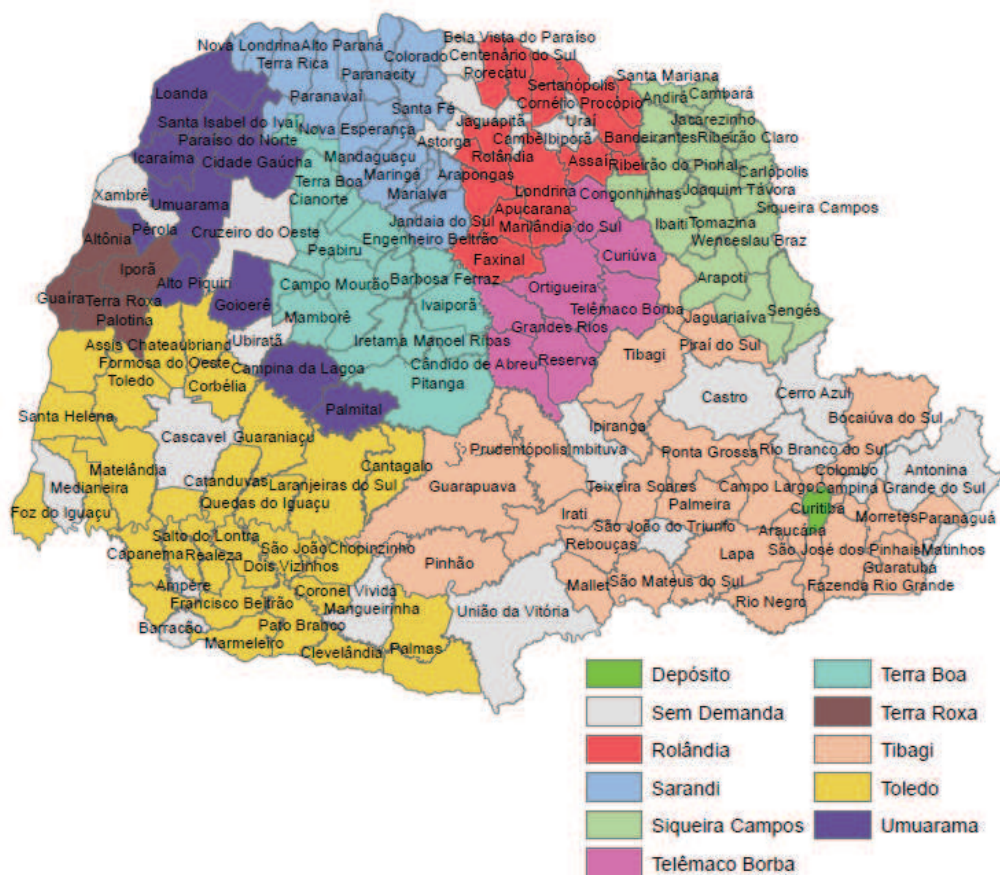 Bela Vista do Paraíso
Nova Londrina Alto Paraná
Colorado Centenário do Sul
Terra Rica
Paranacity
Porecatu
Santa Mariana
Sertanópolis
Loanda
Paranavaí
Andirá Cambará
Santa Fé
Cornélio Procópio
Santa Isabel do Ivaí
Jaguapitã
Uraí
Jacarezinho
Nova Esperança
Paraíso do Norte
Astorga
Cambé Ibiporã
Bandeirantes Ribeirão Claro
Icaraíma
Cidade Gaúcha
Mandaguaçu
Rolândia
Assaí
Ribeirão do Pinhal
Carlópolis
Maringá
Arapongas
Xambrê
Terra Boa
Marialva
Londrina
Congonhinhas
Joaquim Távora
Umuarama
Cianorte
Apucarana
Siqueira Campos
Jandaia do Sul
Marilândia do Sul
Ibaiti Tomazina
Pérola
Cruzeiro do Oeste
Altônia
Peabiru
Engenheiro Beltrão
Wenceslau Braz
Faxinal
Curiúva
Iporã
Alto Piquiri
Campo Mourão
Barbosa Ferraz
Arapoti
Guaíra
Terra Roxa
Goioerê
Ivaiporã
Ortigueira
Palotina
Mamborê
Telêmaco Borba
Jaguariaíva
Sengés
Grandes Rios
Assis Chateaubriand
Ubiratã
Iretama Manoel Ribas
Piraí do Sul
Formosa do Oeste
Campina da Lagoa
Cândido de Abreu
Reserva
Tibagi
Toledo
Corbélia
Pitanga
Castro
Cerro Azul
Santa Helena
Palmital
Bocaiúva do Sul
Cascavel
Guaraniaçu
Ipiranga
Prudentópolis Imbituva
Ponta Grossa
Rio Branco do Sul
Matelândia
Cantagalo
Colombo
Antonina
Medianeira
Catanduvas
Laranjeiras do Sul
Guarapuava
Teixeira Soares
Campo Largo
Campina Grande do Sul
Quedas do Iguaçu
Palmeira
Curitiba
Foz do Iguaçu
Irati
Morretes Paranaguá
Salto do Lontra
São João do Triunfo
Araucária
Capanema Realeza
São João Chopinzinho
Rebouças
Lapa
São José dos Pinhais
Matinhos
Dois Vizinhos
Pinhão
Guaratuba
Ampére
Coronel Vivida
Mallet
São Mateus do Sul
Fazenda Rio Grande
Francisco Beltrão
Mangueirinha
União da Vitória
Rio Negro
Barracão
Pato Branco
Marmeleiro
Clevelândia
Palmas
Depósito
Terra Boa
Sem Demanda
Terra Roxa
Rolândia
Tibagi
Sarandi
Toledo
Siqueira Campos
Umuarama
Telêmaco Borba